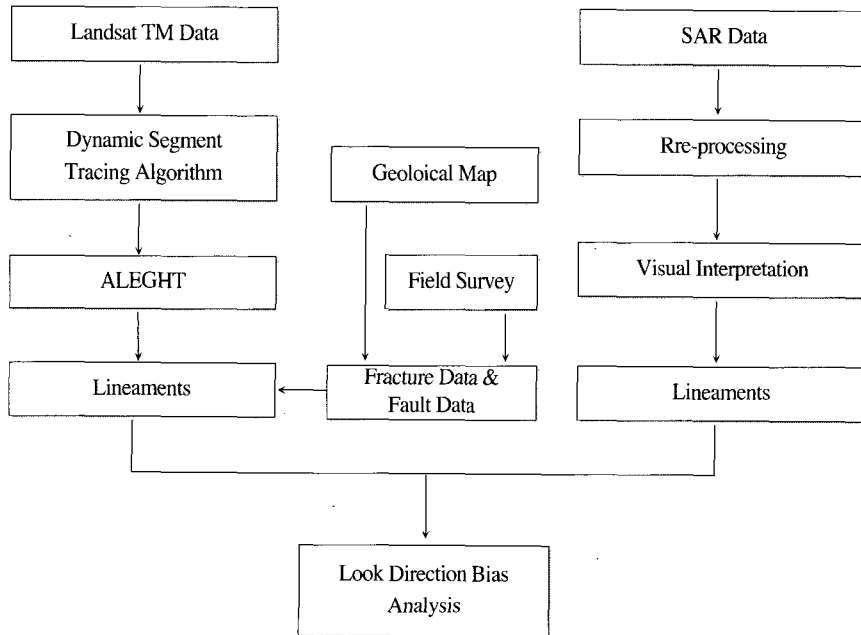 Landsat TM Data
SAR Data
Dynamic Segment
Tracing Algorithm
Geoloical Map
Rre-processing
ALEGHT
Field Survey
Visual Interpretation
Lineaments
Fracture Data &
Fault Data
Lineaments
Look Direction Bias
Analysis